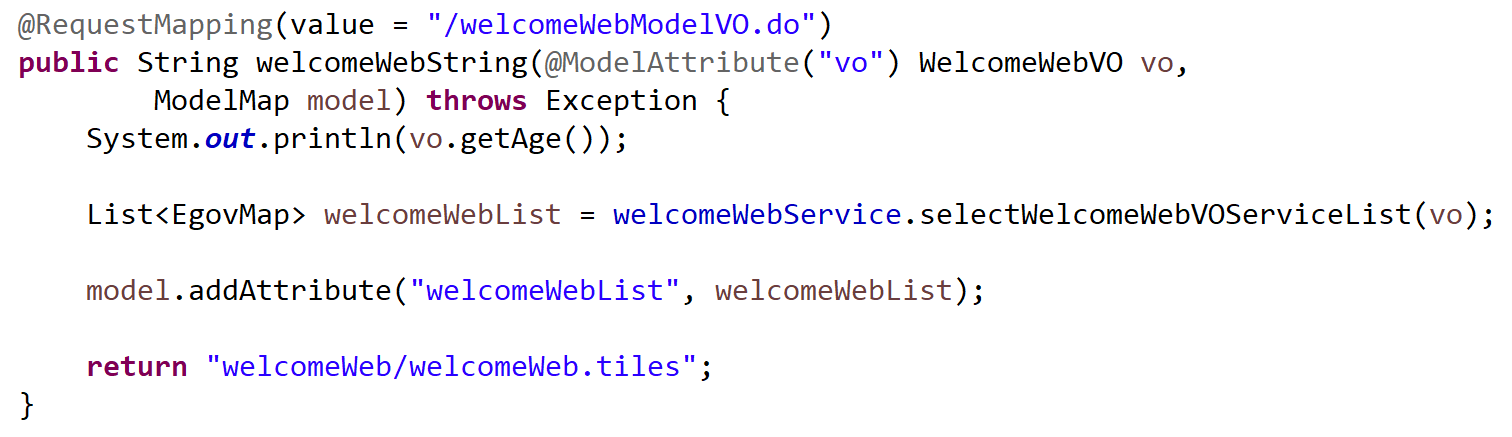 @RequestMapping(value = "/welcomeWebModelVO.do")
public String welcomeWebString(@ModelAttribute("vo") WelcomeWebVO vo,
        ModelMap model) throws Exception {
    System.out.println(vo.getAge());

    List<EgovMap> welcomeWebList = welcomeWebService.selectWelcomeWebVOServiceList(vo);

    model.addAttribute("welcomeWebList", welcomeWebList);

    return "welcomeWeb/welcomeWeb.tiles";
}